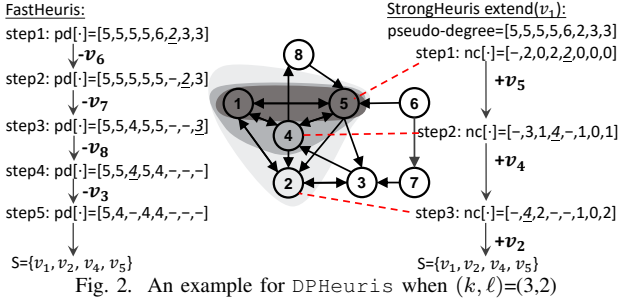 FastHeuris:
step1: pd[·]=[5,5,5,5,6,2,3,3]
-v₆
step2: pd[·]=[5,5,5,5,5,−,2,3]
-v₇
step3: pd[·]=[5,5,4,5,5,−,−,3]
-v₈
step4: pd[·]=[5,5,4,5,4,−,−,−]
-v₃
step5: pd[·]=[5,4,−,4,4,−,−,−]
S={v₁, v₂, v₄, v₅}
8
1
5
6
4
2
3
7
StrongHeuris extend(v₁):
pseudo-degree=[5,5,5,5,6,2,3,3]
step1: nc[·]=[−,2,0,2,2,0,0,0]
+v₅
step2: nc[·]=[−,3,1,4,−,1,0,1]
+v₄
step3: nc[·]=[−,4,2,−,−,1,0,2]
+v₂
S={v₁, v₂, v₄, v₅}
Fig. 2. An example for DPHeuris when (k, ℓ)=(3,2)